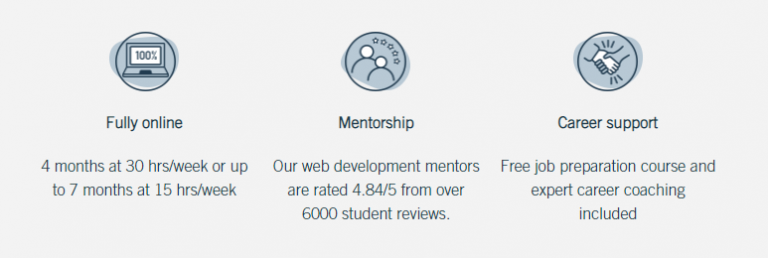 100%
Fully online
4 months at 30 hrs/week or up
to 7 months at 15 hrs/week
Mentorship
Our web development mentors
are rated 4.84/5 from over
6000 student reviews.
Career support
Free job preparation course and
expert career coaching
included